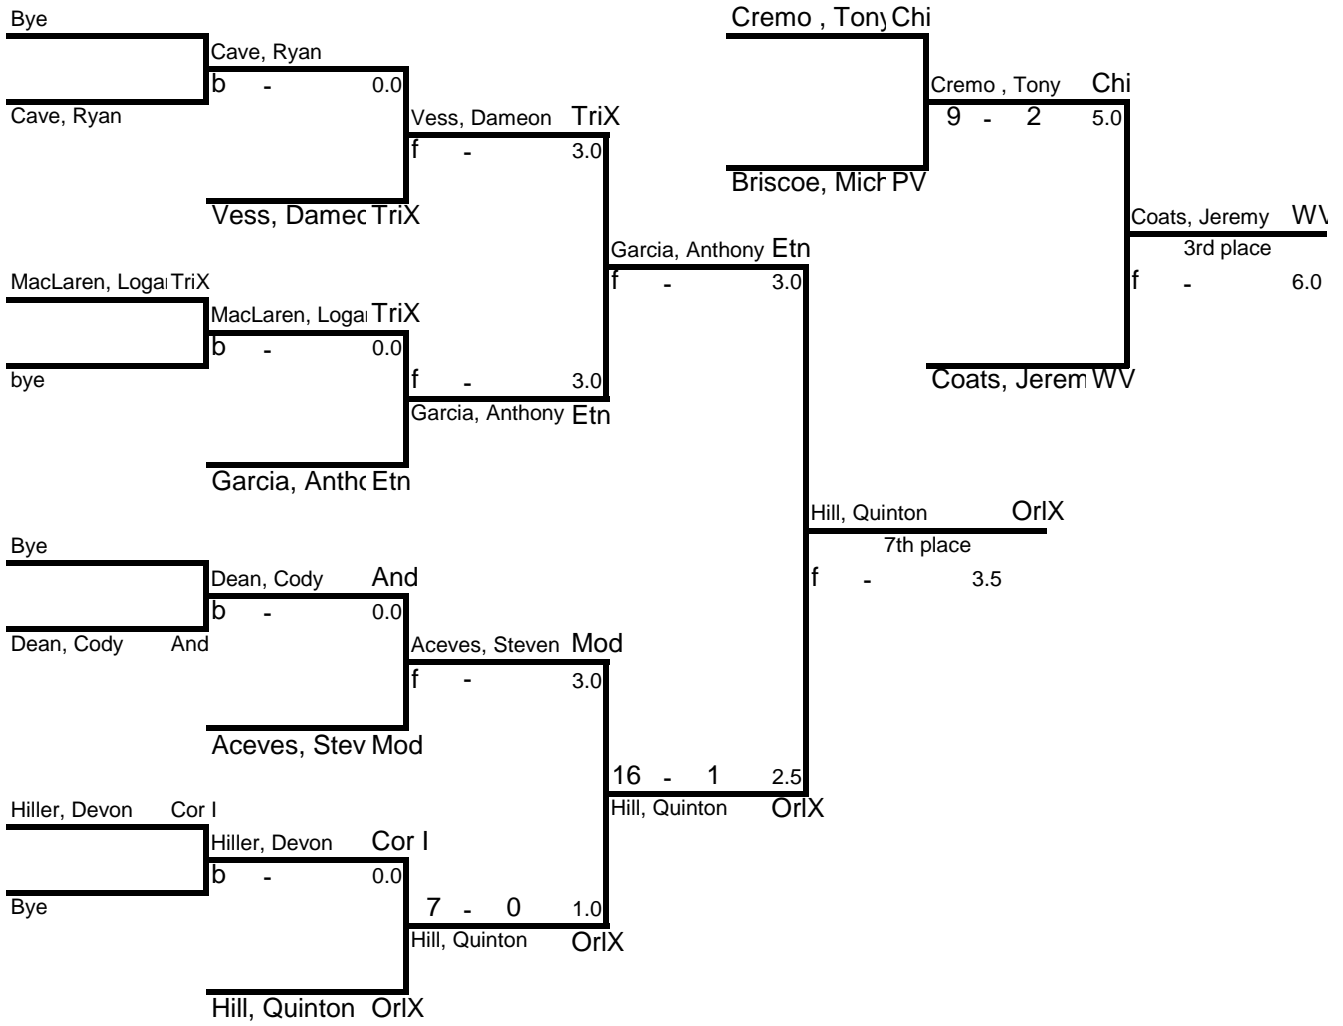 Bye
Cremo , Tony Chi
Cave, Ryan
b - 0.0
Cremo , Tony Chi
Cave, Ryan
Vess, Dameon TriX
9 - 2 5.0
f - 3.0
Briscoe, Mich PV
Vess, Dameo TriX
Coats, Jeremy WV
Garcia, Anthony Etn
3rd place
MacLaren, Loga TriX
f - 3.0
f - 6.0
MacLaren, Loga TriX
b - 0.0
bye
f - 3.0
Coats, Jerem WV
Garcia, Anthony Etn
Garcia, Antho Etn
Hill, Quinton OrlX
Bye
7th place
Dean, Cody And
f - 3.5
b - 0.0
Dean, Cody And
Aceves, Steven Mod
f - 3.0
Aceves, Stev Mod
16 - 1 2.5
Hiller, Devon Cor I
Hill, Quinton OrlX
Hiller, Devon Cor I
b - 0.0
Bye
7 - 0 1.0
Hill, Quinton OrlX
Hill, Quinton OrlX